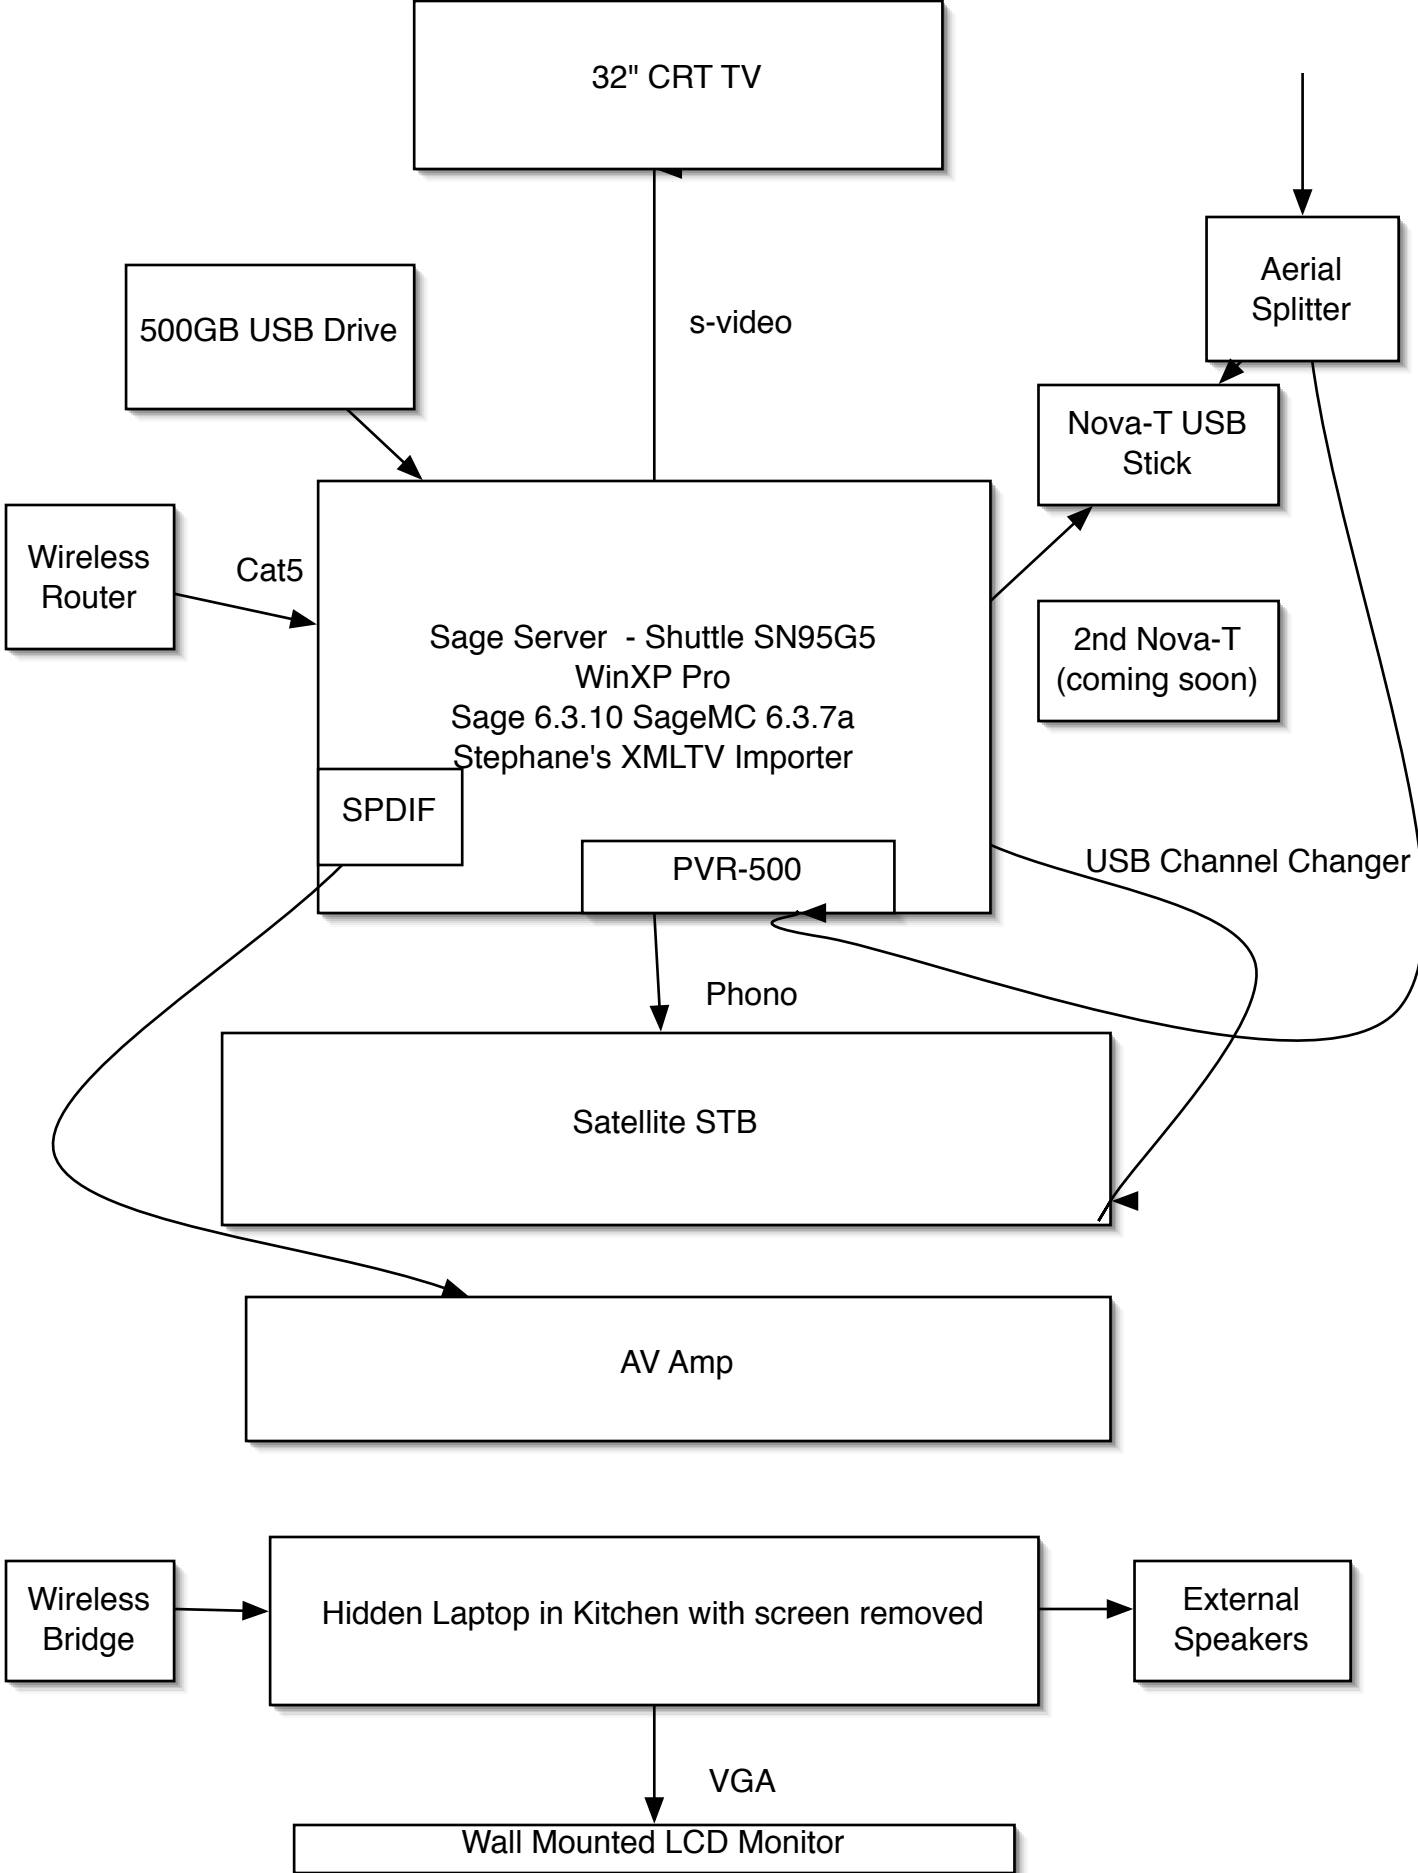 32" CRT TV
Aerial
Splitter
500GB USB Drive
s-video
Nova-T USB
Stick
Wireless
Router
Cat5
Sage Server  - Shuttle SN95G5
WinXP Pro
Sage 6.3.10 SageMC 6.3.7a
Stephane's XMLTV Importer
2nd Nova-T
(coming soon)
SPDIF
PVR-500
USB Channel Changer
Phono
Satellite STB
AV Amp
Wireless
Bridge
Hidden Laptop in Kitchen with screen removed
External
Speakers
VGA
Wall Mounted LCD Monitor